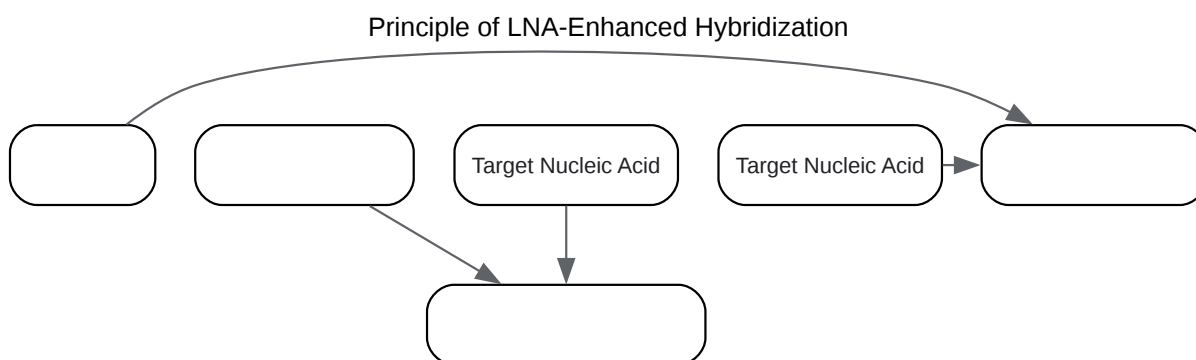 Principle of LNA-Enhanced Hybridization
Target Nucleic Acid
Target Nucleic Acid